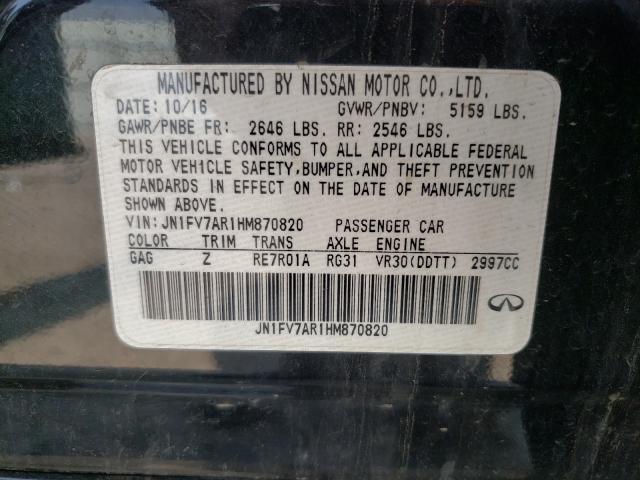 MANUFACTURED BY NISSAN MOTOR CO.,LTD.
DATE: 10/16 GVWR/PNBV: 5159 LBS.
GAWR/PNBE FR: 2646 LBS. RR: 2546 LBS.
THIS VEHICLE CONFORMS TO ALL APPLICABLE FEDERAL
MOTOR VEHICLE SAFETY,BUMPER,AND THEFT PREVENTION
STANDARDS IN EFFECT ON THE DATE OF MANUFACTURE
SHOWN ABOVE.
VIN:JN1FV7AR1HM870820 PASSENGER CAR
COLOR TRIM TRANS AXLE ENGINE
GAG Z RE7R01A RG31 VR30(DDTT) 2997CC
JN1FV7AR1HM870820